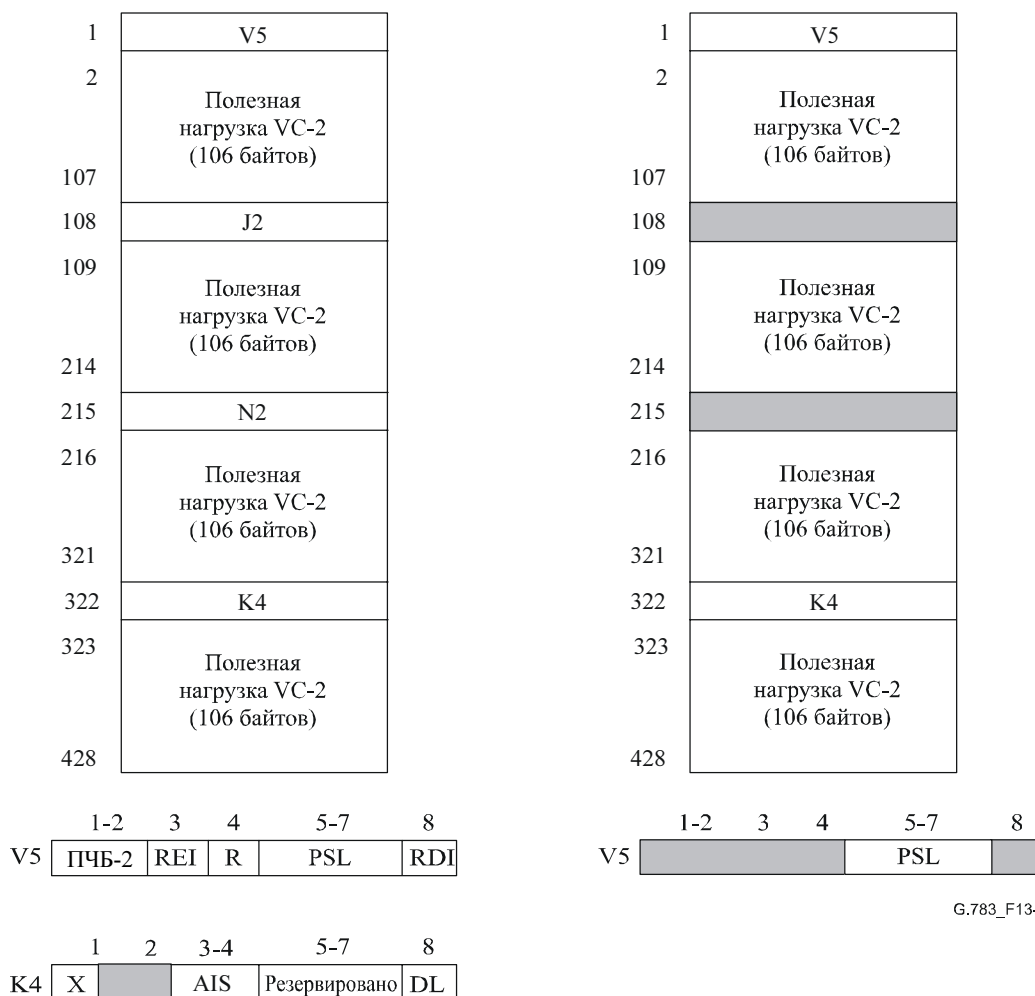 1 V5
2
Полезная
нагрузка VC-2
(106 байтов)
107
108 J2
109
Полезная
нагрузка VC-2
(106 байтов)
214
215 N2
216
Полезная
нагрузка VC-2
(106 байтов)
321
322 K4
323
Полезная
нагрузка VC-2
(106 байтов)
428
1 V5
2
Полезная
нагрузка VC-2
(106 байтов)
107
108
109
Полезная
нагрузка VC-2
(106 байтов)
214
215
216
Полезная
нагрузка VC-2
(106 байтов)
321
322 K4
323
Полезная
нагрузка VC-2
(106 байтов)
428
1-2 3 4 5-7 8
V5 ПЧБ-2 REI R PSL RDI
1-2 3 4 5-7 8
V5 PSL
G.783_F13-
1 2 3-4 5-7 8
K4 X AIS Резервировано DL